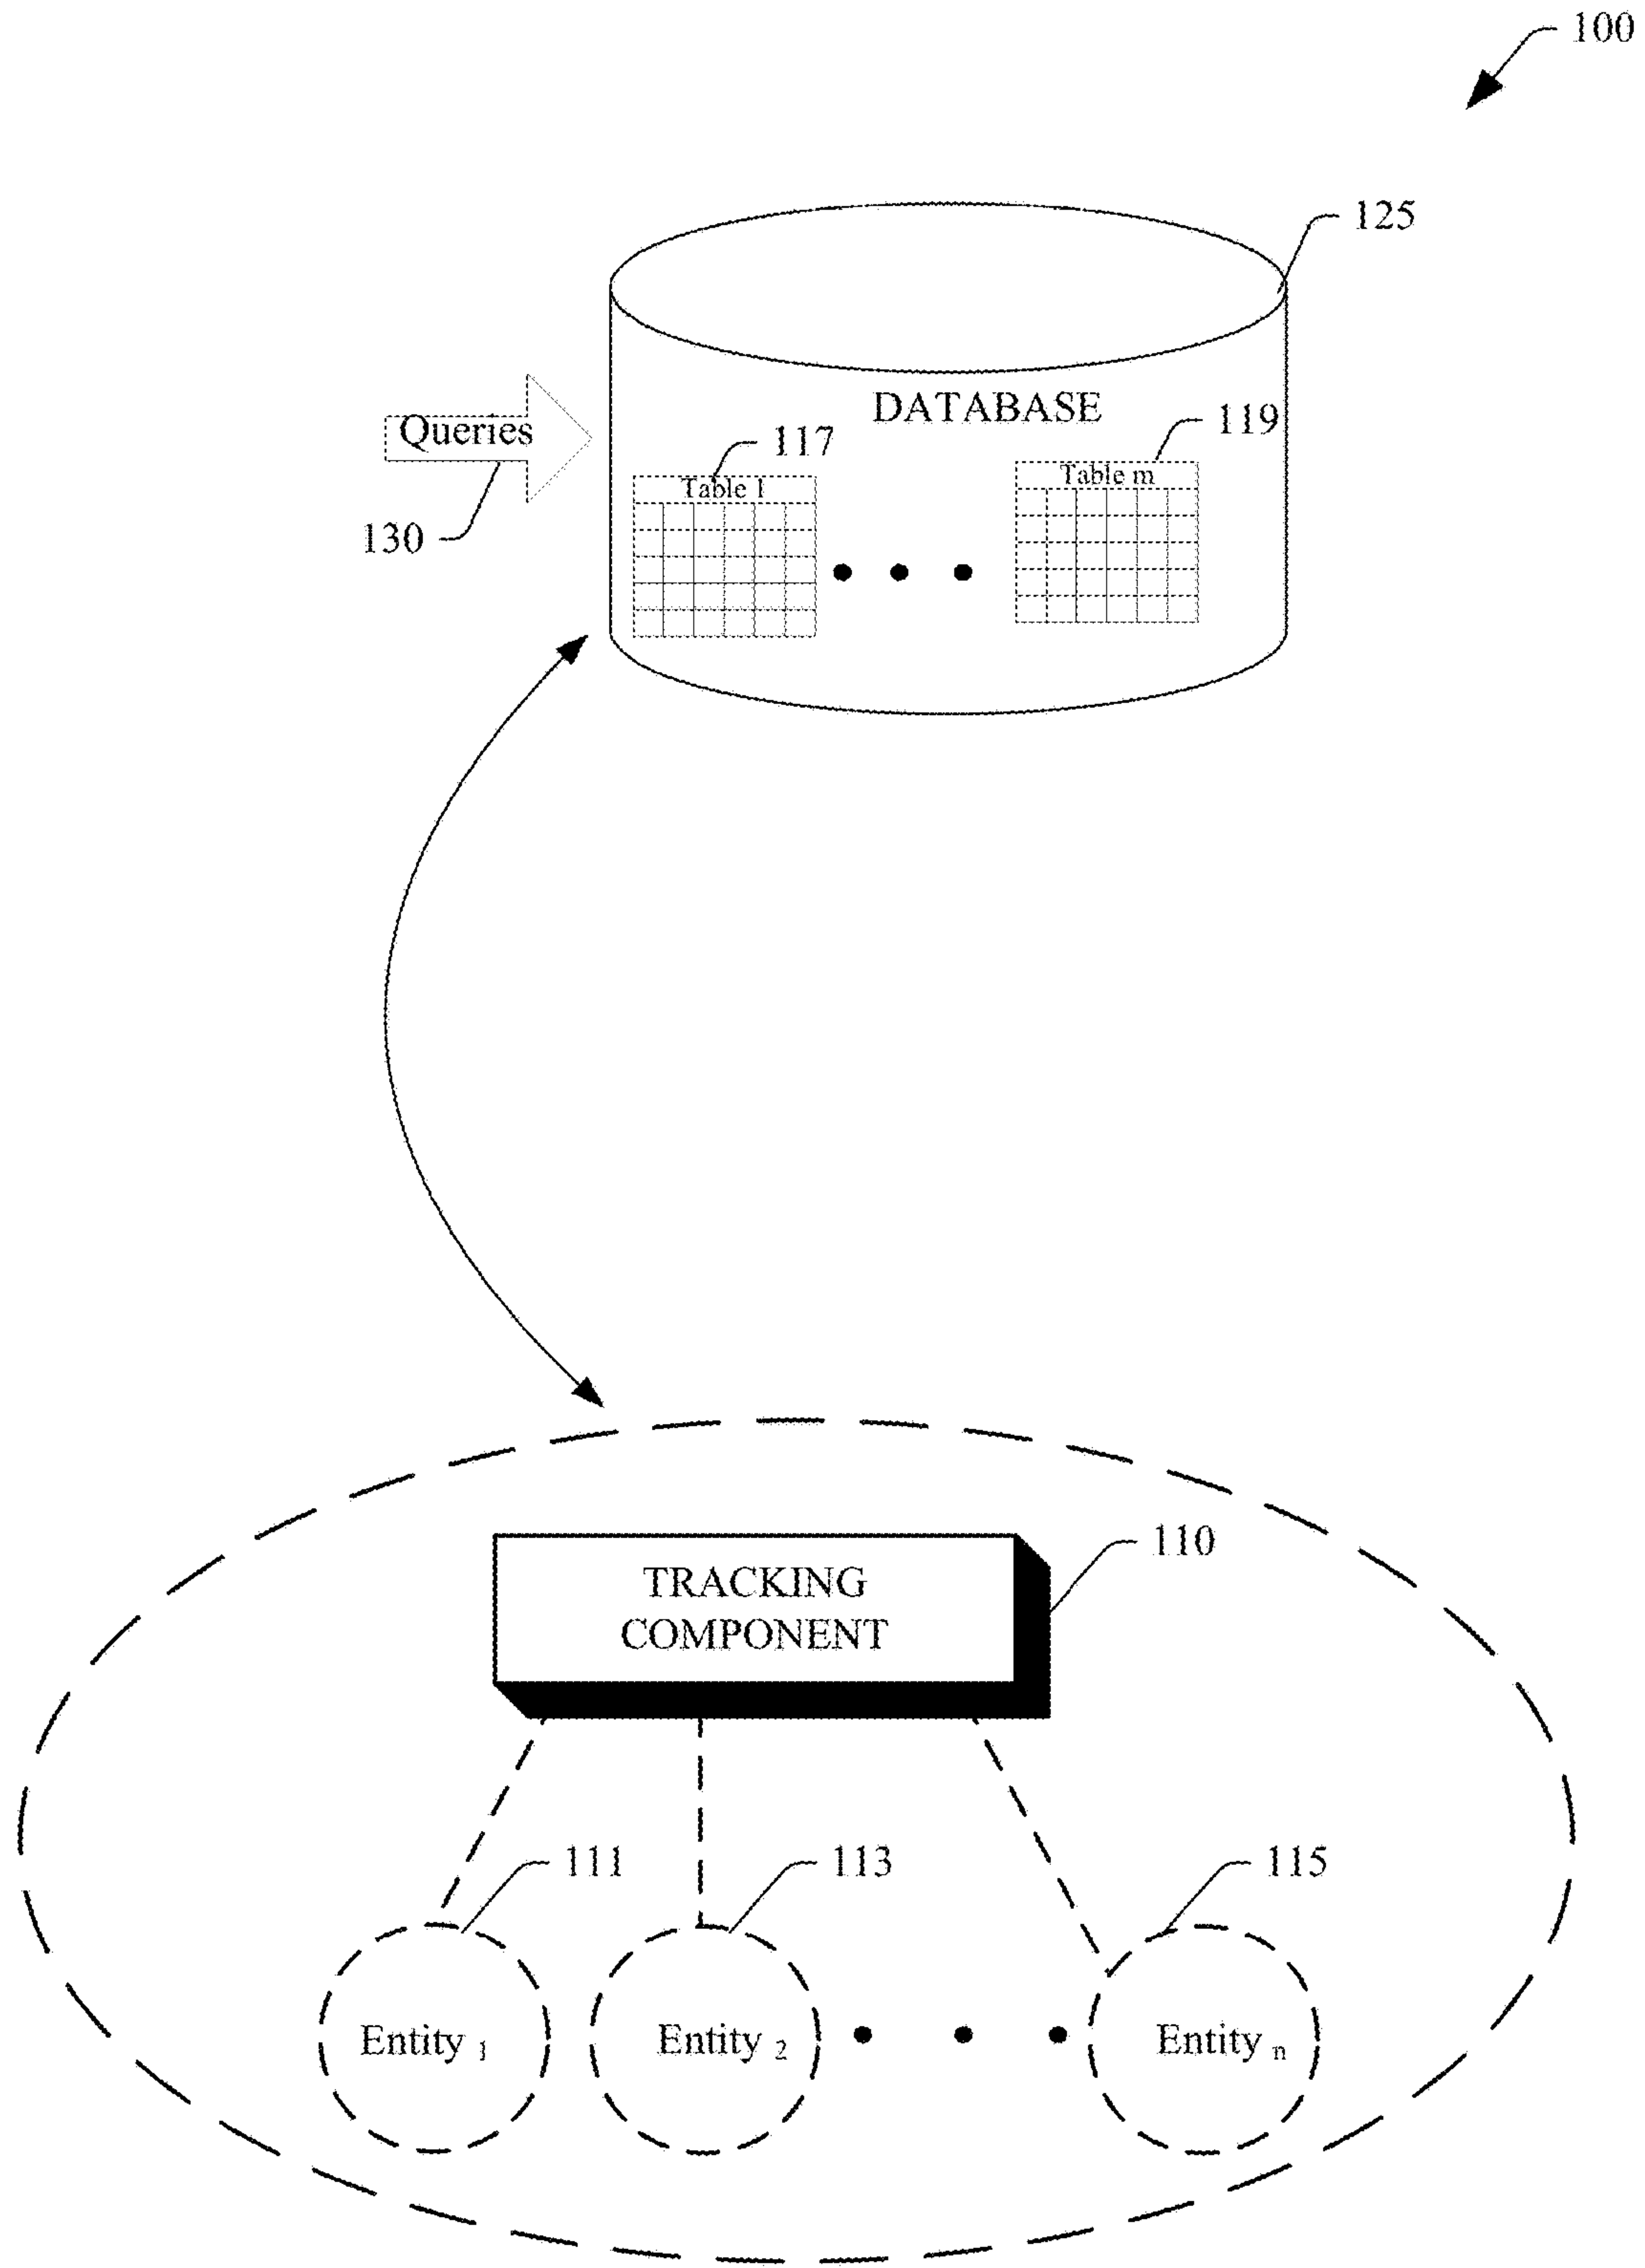 100
125
DATABASE
Queries
119
117
Table 1
Table m
130
110
TRACKING
COMPONENT
111
113
115
Entity 1
Entity 2
Entity n